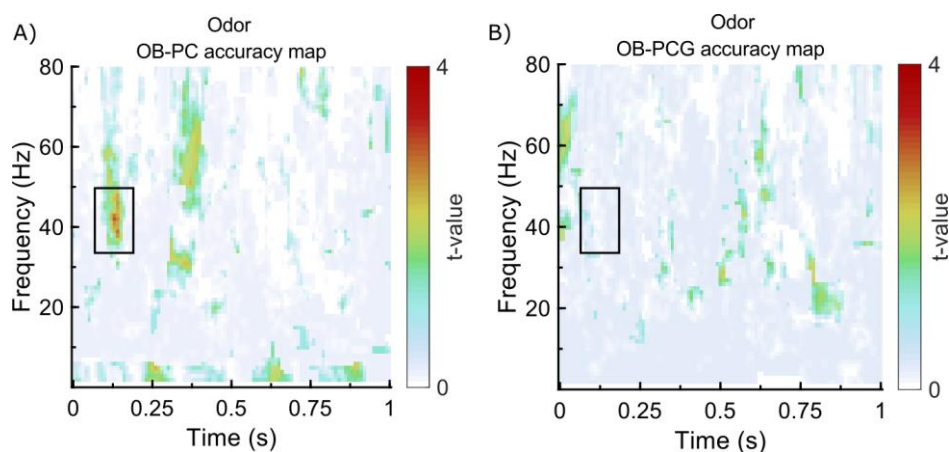 A)
Odor
OB-PC accuracy map
80
60
40
20
Frequency (Hz)
0
0.25
0.5
0.75
1
Time (s)
4
t-value
0
B)
Odor
OB-PCG accuracy map
80
60
40
20
Frequency (Hz)
0
0.25
0.5
0.75
1
Time (s)
4
t-value
0